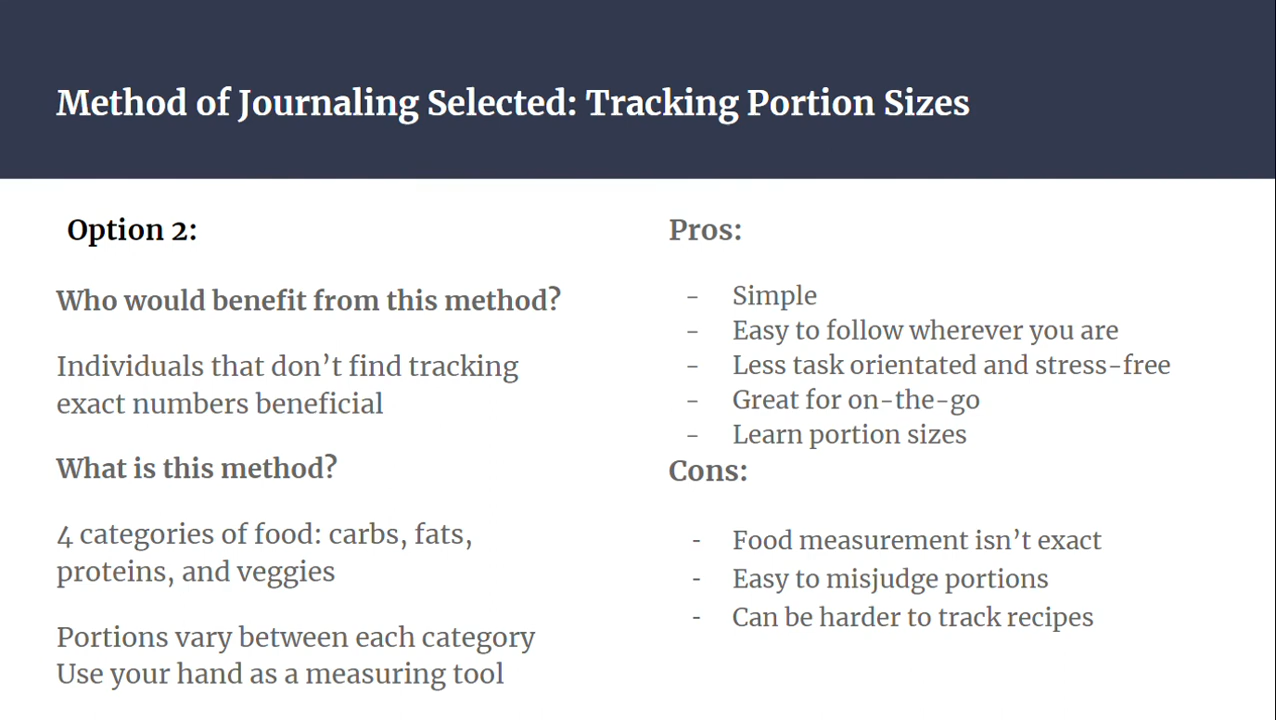 Method of Journaling Selected: Tracking Portion Sizes
Option 2:
Who would benefit from this method?
Individuals that don’t find tracking
exact numbers beneficial
What is this method?
4 categories of food: carbs, fats,
proteins, and veggies
Portions vary between each category
Use your hand as a measuring tool
Pros:
- Simple
- Easy to follow wherever you are
- Less task orientated and stress-free
- Great for on-the-go
- Learn portion sizes
Cons:
- Food measurement isn’t exact
- Easy to misjudge portions
- Can be harder to track recipes